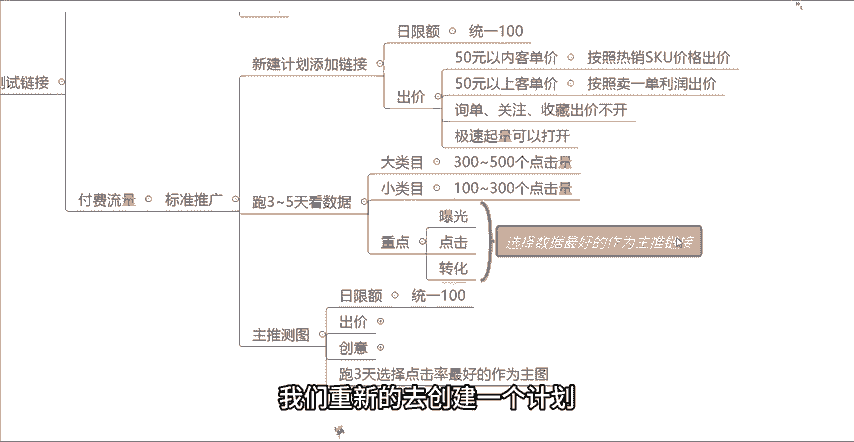 测试链接
付费流量
标准推广
新建计划添加链接
日限额
统一100
出价
50元以内客单价
按照热销SKU价格出价
50元以上客单价
按照卖一单利润出价
询单、关注、收藏出价不开
极速起量可以打开
跑3~5天看数据
大类目
300~500个点击量
小类目
100~300个点击量
重点
曝光
点击
转化
选择数据最好的作为主推链接
主推测图
日限额
统一100
出价
创意
跑3天选择点击率最好的作为主图
我们重新的去创建一个计划